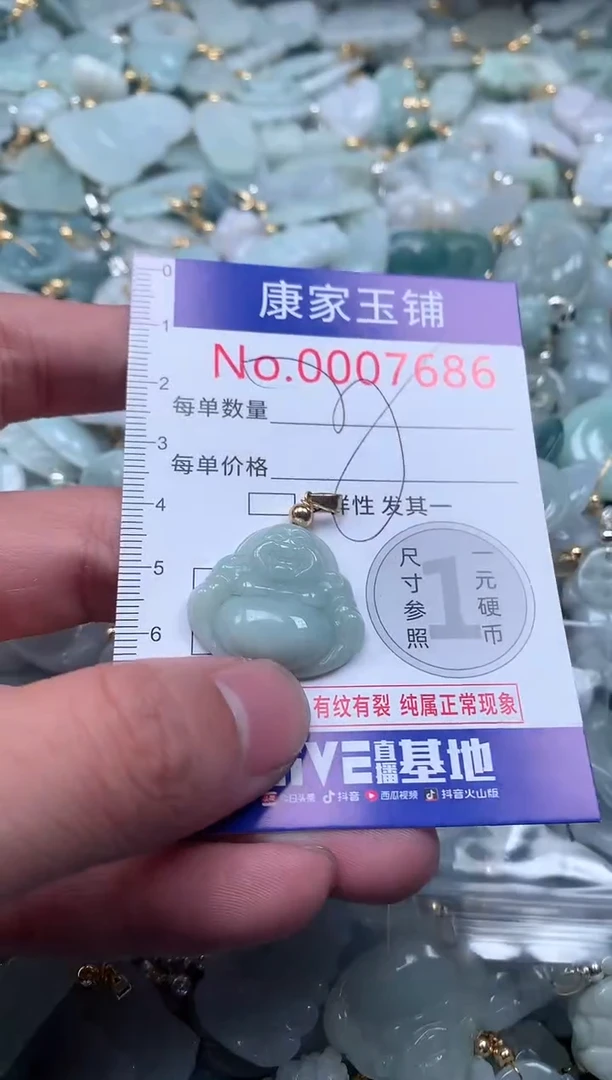 0
康家玉铺
1
No.0007686
2
每单数量
3
每单价格
4
样性 发其一
5
尺寸参照
1
一元硬币
6
有纹有裂 纯属正常现象
IVE直播基地
今日头条 抖音 西瓜视频 抖音火山版